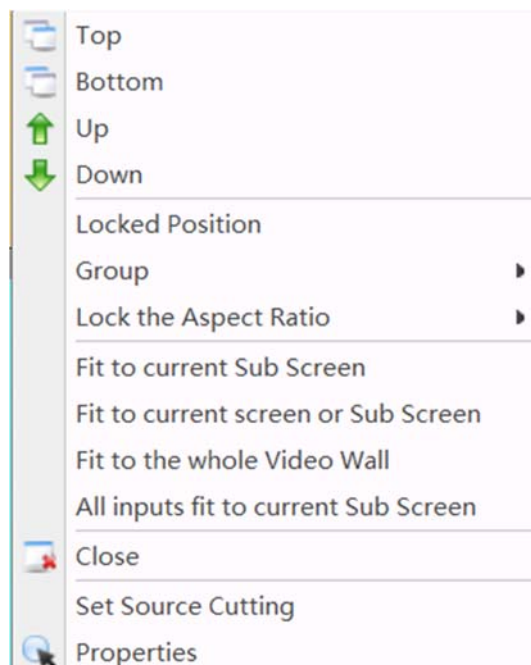 Top
Bottom
Up
Down
Locked Position
Group
Lock the Aspect Ratio
Fit to current Sub Screen
Fit to current screen or Sub Screen
Fit to the whole Video Wall
All inputs fit to current Sub Screen
Close
Set Source Cutting
Properties